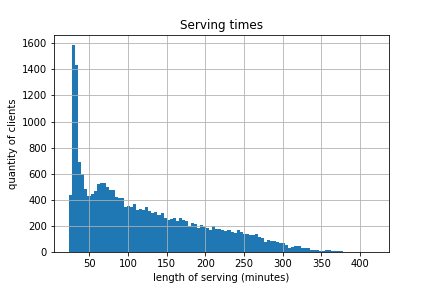 Serving times
1600
1400
1200
1000
800
600
400
200
0
quantity of clients
50 100 150 200 250 300 350 400
length of serving (minutes)